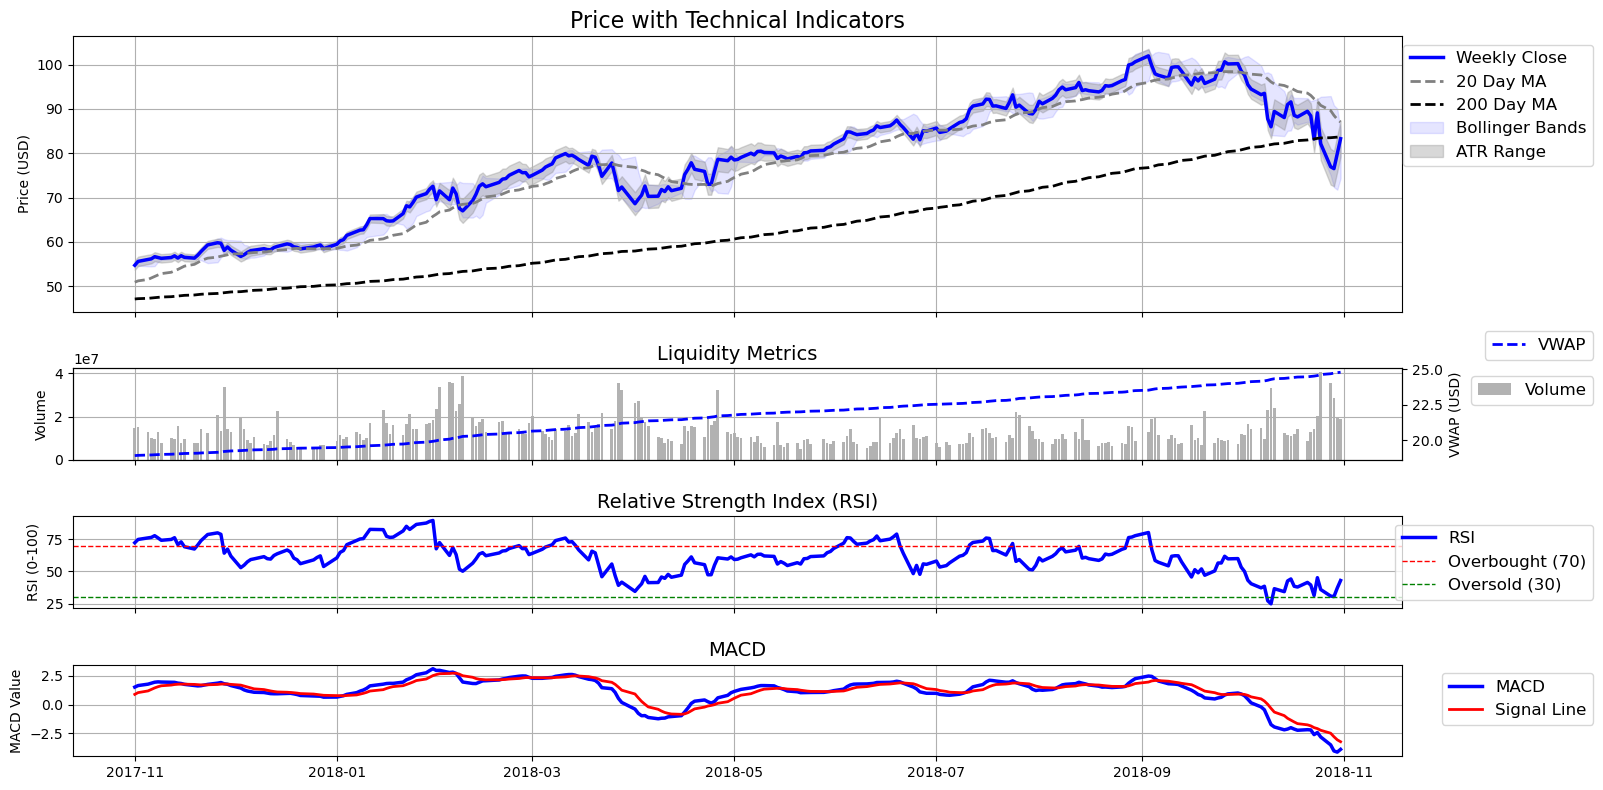 Price with Technical Indicators
Price (USD)
100
90
80
70
60
50
Weekly Close
20 Day MA
200 Day MA
Bollinger Bands
ATR Range
Liquidity Metrics
1e7
Volume
4
2
0
25.0
22.5
20.0
VWAP (USD)
VWAP
Volume
Relative Strength Index (RSI)
RSI (0-100)
75
50
25
RSI
Overbought (70)
Oversold (30)
MACD
MACD Value
2.5
0.0
−2.5
MACD
Signal Line
2017-11
2018-01
2018-03
2018-05
2018-07
2018-09
2018-11